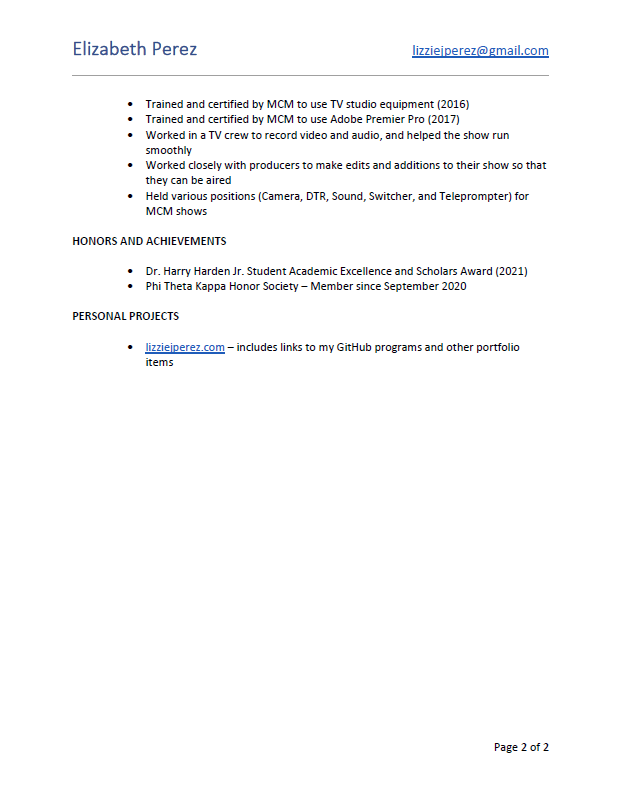 Elizabeth Perez lizziejperez@gmail.com
• Trained and certified by MCM to use TV studio equipment (2016)
• Trained and certified by MCM to use Adobe Premier Pro (2017)
• Worked in a TV crew to record video and audio, and helped the show run
smoothly
• Worked closely with producers to make edits and additions to their show so that
they can be aired
• Held various positions (Camera, DTR, Sound, Switcher, and Teleprompter) for
MCM shows
HONORS AND ACHIEVEMENTS
• Dr. Harry Harden Jr. Student Academic Excellence and Scholars Award (2021)
• Phi Theta Kappa Honor Society – Member since September 2020
PERSONAL PROJECTS
• lizziejperez.com – includes links to my GitHub programs and other portfolio
items
Page 2 of 2